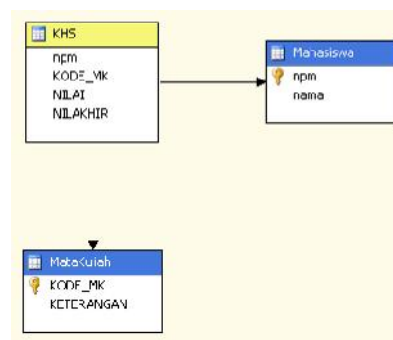 KHS
npm
KODE_MK
NILAI
NILAKHIR
Mahasiswa
npm
nama
MataKuliah
KODE_MK
KETERANGAN